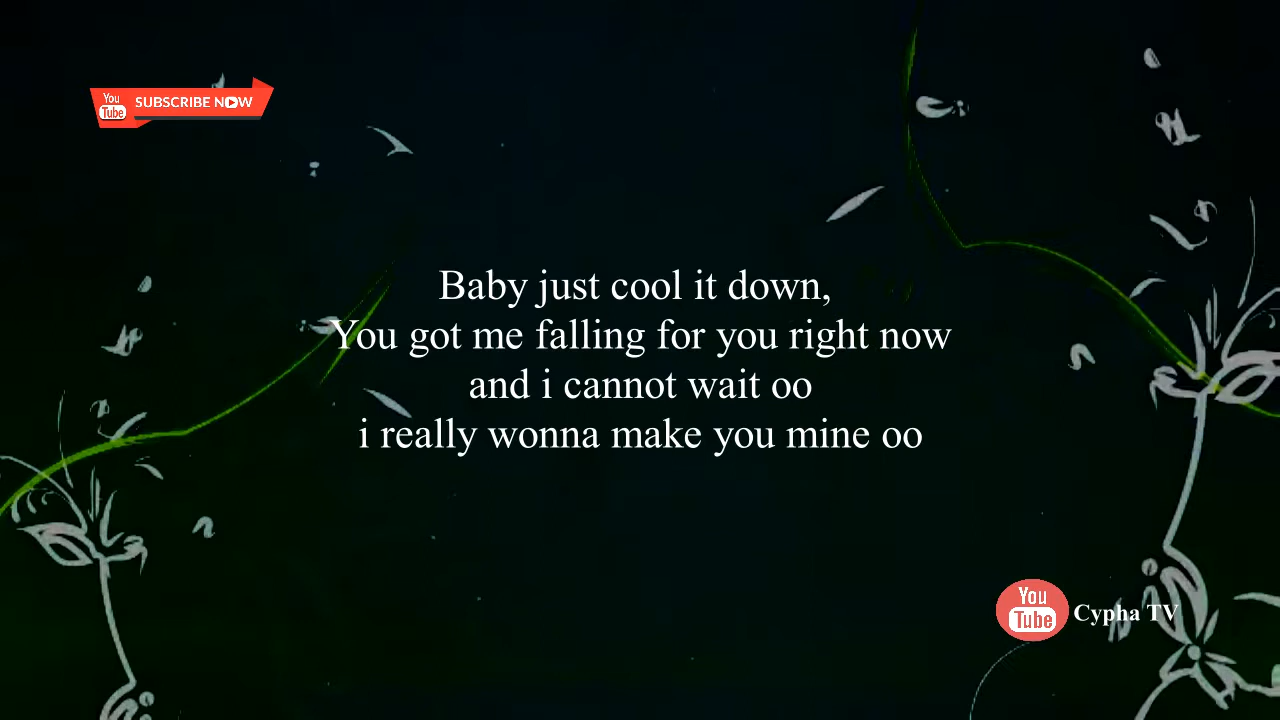 You
Tube
SUBSCRIBE NOW
Baby just cool it down,
You got me falling for you right now
and i cannot wait oo
i really wonna make you mine oo
You
Tube
Cypha TV